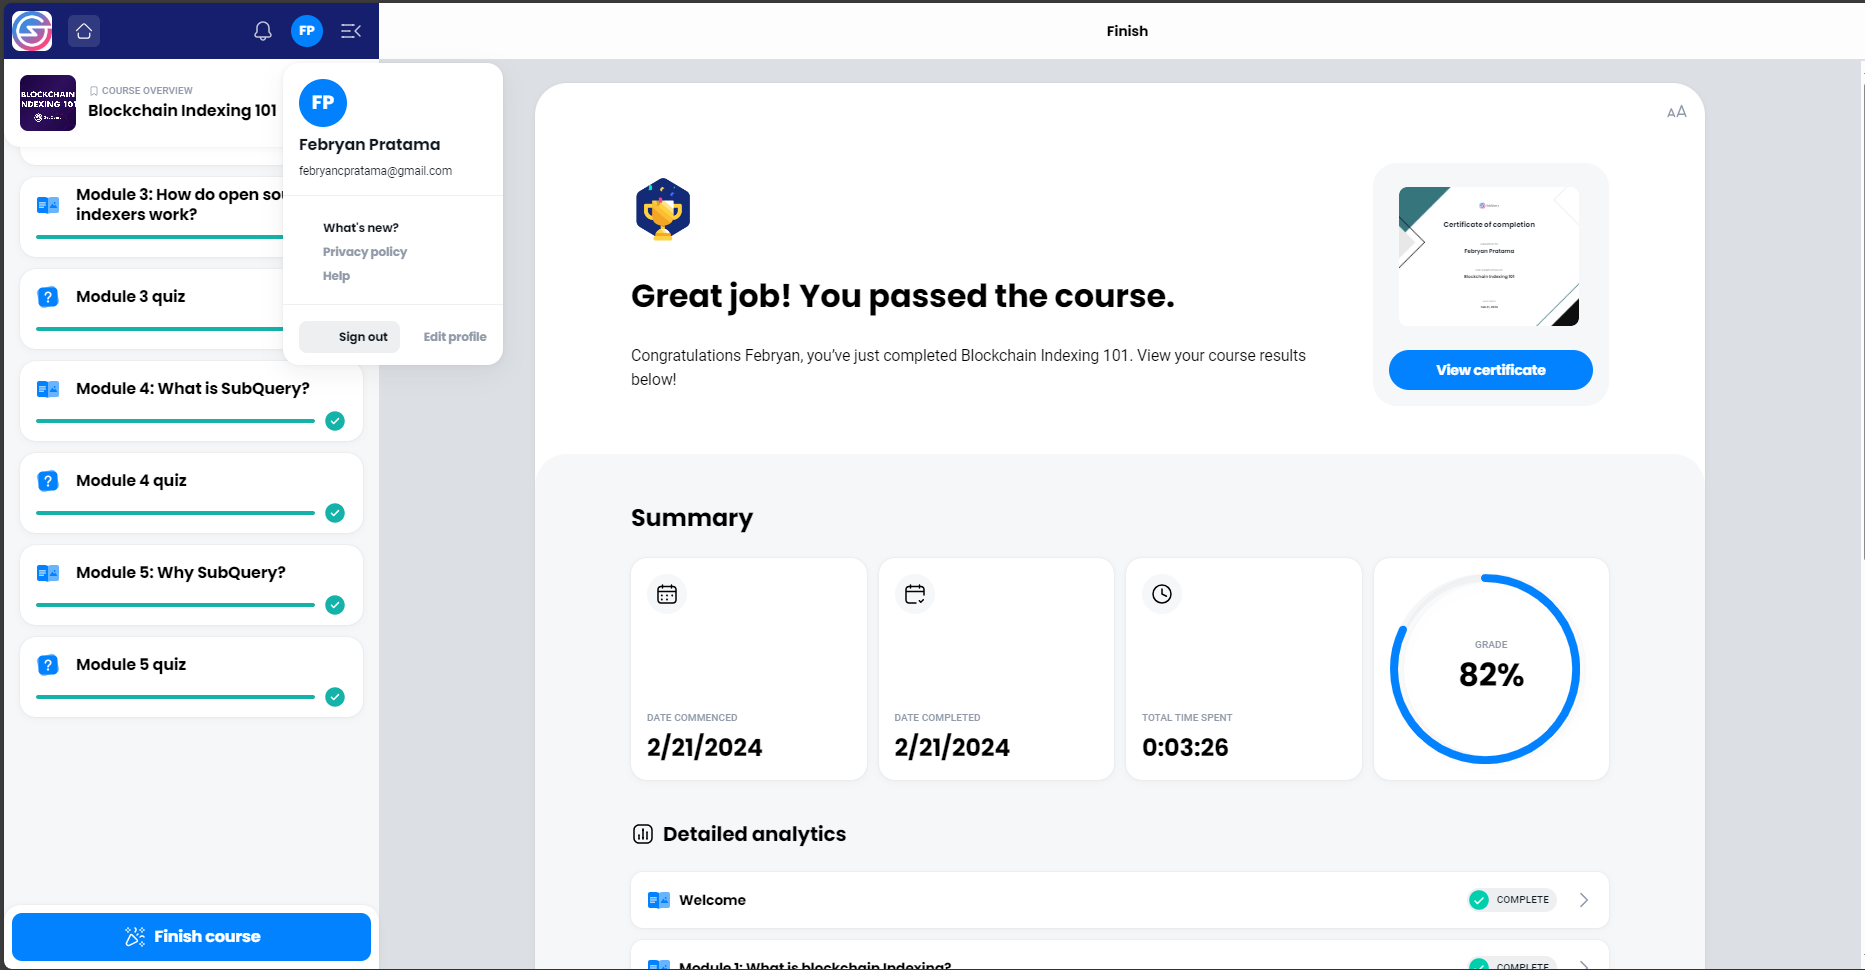 FP
Finish
BLOCKCHAIN
INDEXING 101
COURSE OVERVIEW
Blockchain Indexing 101
FP
Febryan Pratama
febryancpratama@gmail.com
What's new?
Privacy policy
Help
Sign out
Edit profile
Module 3: How do open sou
indexers work?
Module 3 quiz
Module 4: What is SubQuery?
Module 4 quiz
Module 5: Why SubQuery?
Module 5 quiz
Finish course
AA
Great job! You passed the course.
Congratulations Febryan, you've just completed Blockchain Indexing 101. View your course results
below!
Certificate of completion
Febryan Pratama
Blockchain Indexing 101
View certificate
Summary
DATE COMMENCED
2/21/2024
DATE COMPLETED
2/21/2024
TOTAL TIME SPENT
0:03:26
GRADE
82%
Detailed analytics
Welcome
COMPLETE
Module 1: What is blockchain Indexing?
COMPLETE